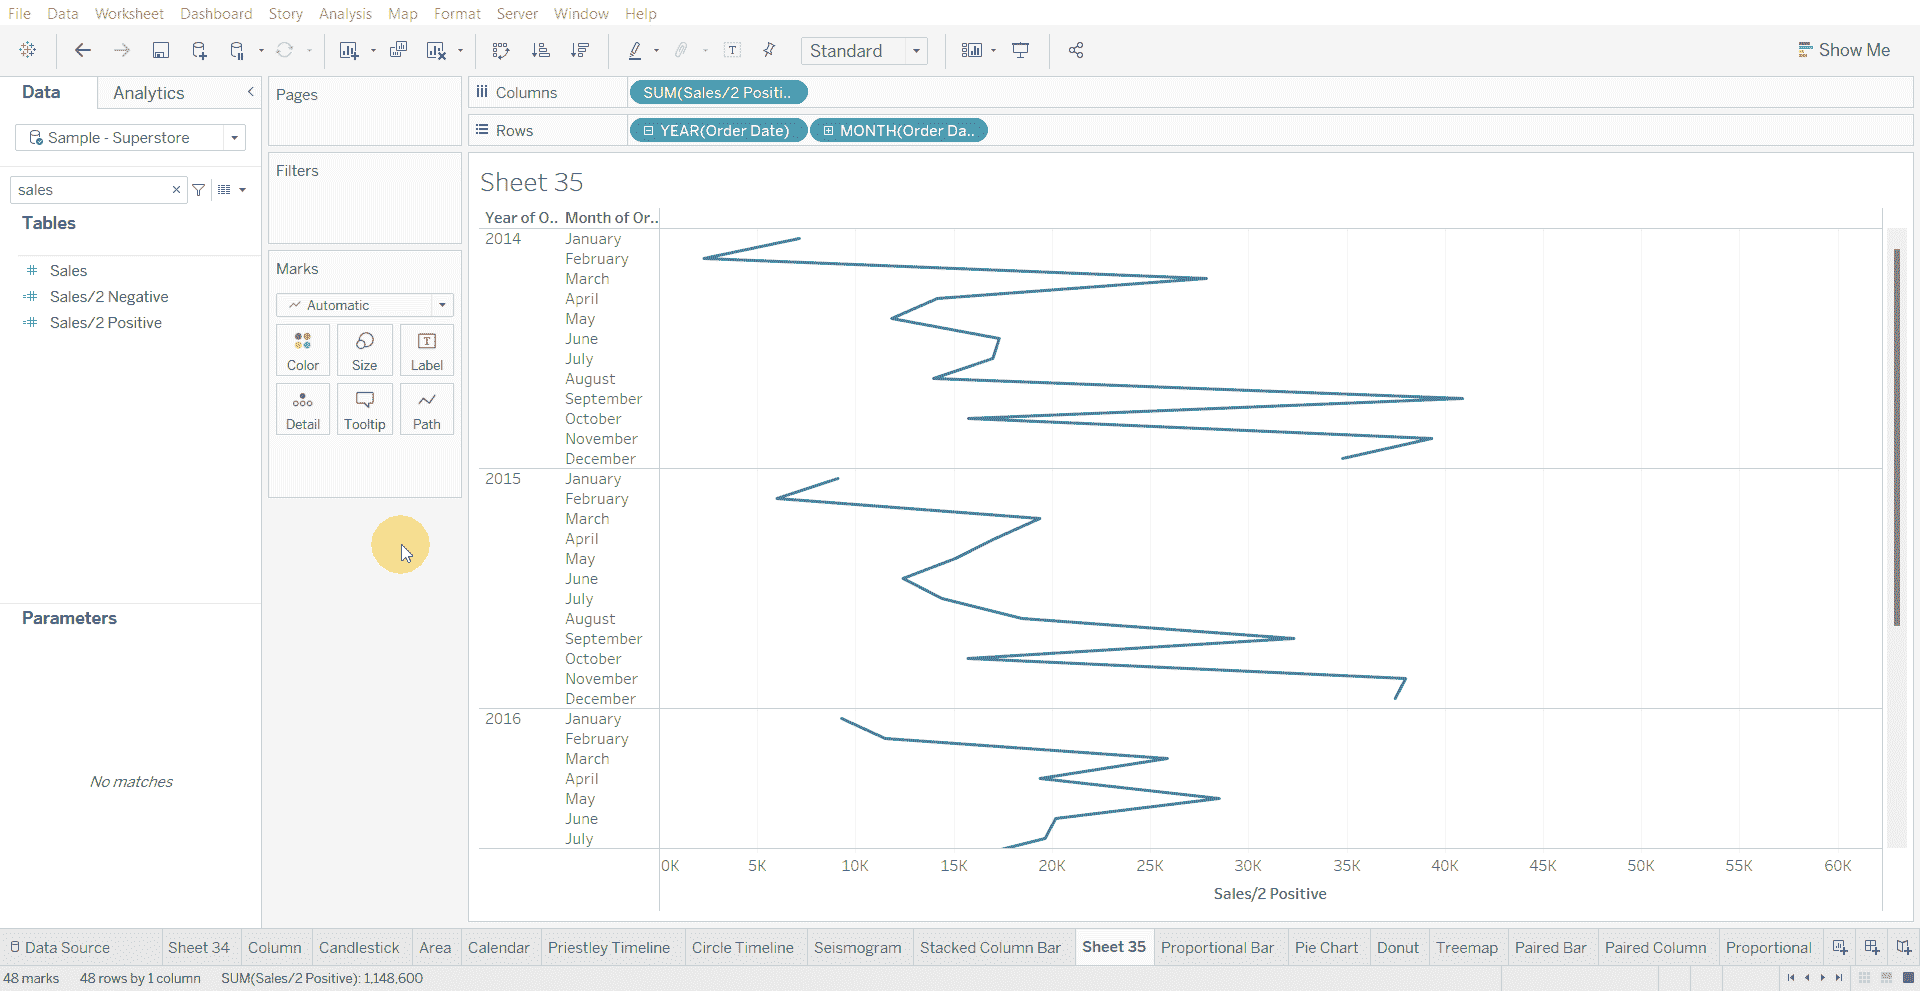 File Data Worksheet Dashboard Story Analysis Map Format Server Window Help
Standard
Show Me
Data Analytics
Sample - Superstore
sales
Tables
Sales
Sales/2 Negative
Sales/2 Positive
Parameters
No matches
Pages
Filters
Marks
Automatic
Color Size Label
Detail Tooltip Path
Columns SUM(Sales/2 Positi..
Rows YEAR(Order Date) MONTH(Order Da..
Sheet 35
Year of O.. Month of Or..
2014 January
February
March
April
May
June
July
August
September
October
November
December
2015 January
February
March
April
May
June
July
August
September
October
November
December
2016 January
February
March
April
May
June
July
0K 5K 10K 15K 20K 25K 30K 35K 40K 45K 50K 55K 60K
Sales/2 Positive
Data Source Sheet 34 Column Candlestick Area Calendar Priestley Timeline Circle Timeline Seismogram Stacked Column Bar Sheet 35 Proportional Bar Pie Chart Donut Treemap Paired Bar Paired Column Proportional
48 marks 48 rows by 1 column SUM(Sales/2 Positive): 1,148,600